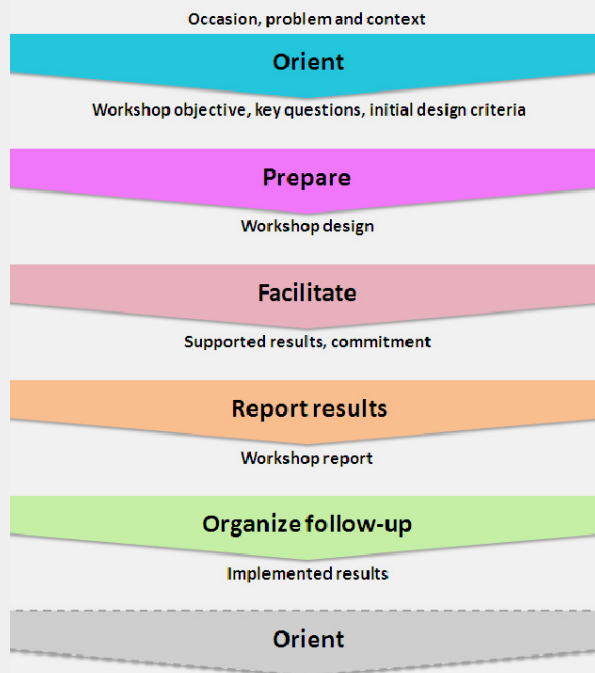 Occasion, problem and context
Orient
Workshop objective, key questions, initial design criteria
Prepare
Workshop design
Facilitate
Supported results, commitment
Report results
Workshop report
Organize follow-up
Implemented results
Orient